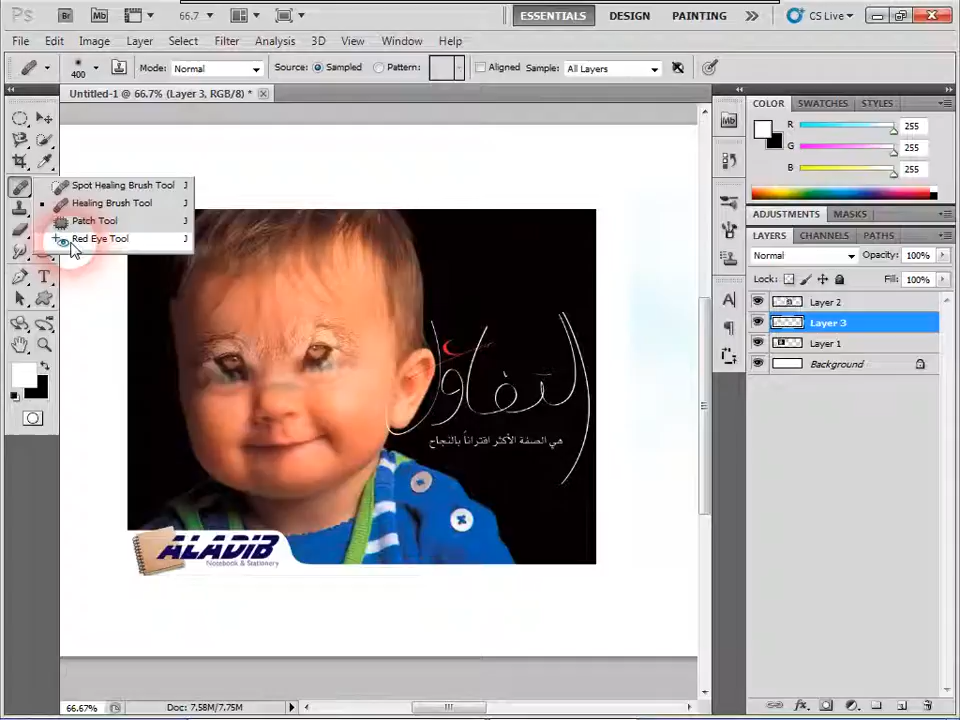 Ps Br Mb 66.7 ESSENTIALS DESIGN PAINTING CS Live
File Edit Image Layer Select Filter Analysis 3D View Window Help
400 Mode: Normal Source: Sampled Pattern: Aligned Sample: All Layers
Untitled-1 @ 66.7% (Layer 3, RGB/8) *
COLOR SWATCHES STYLES
R 255
G 255
B 255
Spot Healing Brush Tool J
Healing Brush Tool J
Patch Tool J
Red Eye Tool J
ADJUSTMENTS MASKS
LAYERS CHANNELS PATHS
Normal Opacity: 100%
Lock: Fill: 100%
Layer 2
Layer 3
Layer 1
Background
التفاؤل
هي الصفة الأكثر اقتراناً بالنجاح
ALADIB
Notebook & Stationery
66.67% Doc: 7.58M/7.75M